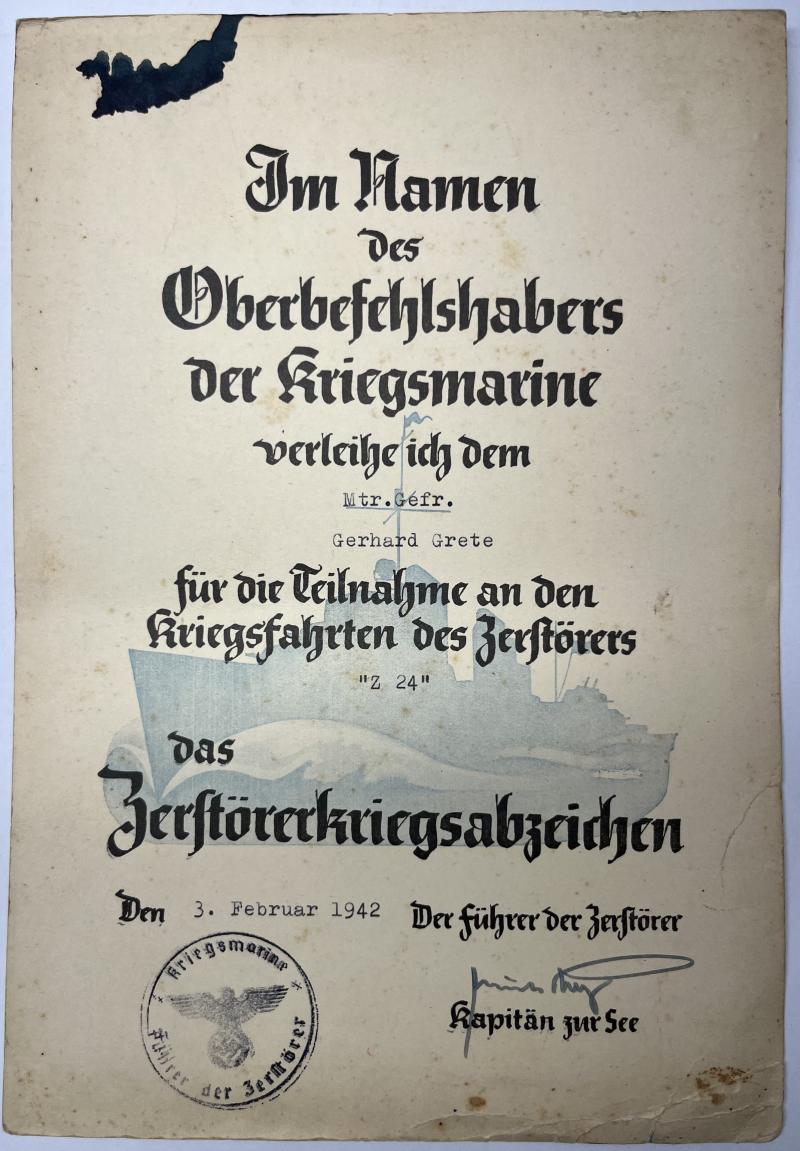 Im Namen
des
Oberbefehlshabers
der Kriegsmarine
verleihe ich dem
Mtr.Gefr.
Gerhard Grete
für die Teilnahme an den
Kriegsfahrten des Zerstörers
"Z 24"
das
Zerstörerkriegsabzeichen
Den 3. Februar 1942 Der Führer der Zerstörer
Kapitän zur See
Kriegsmarine
Führer der Zerstörer